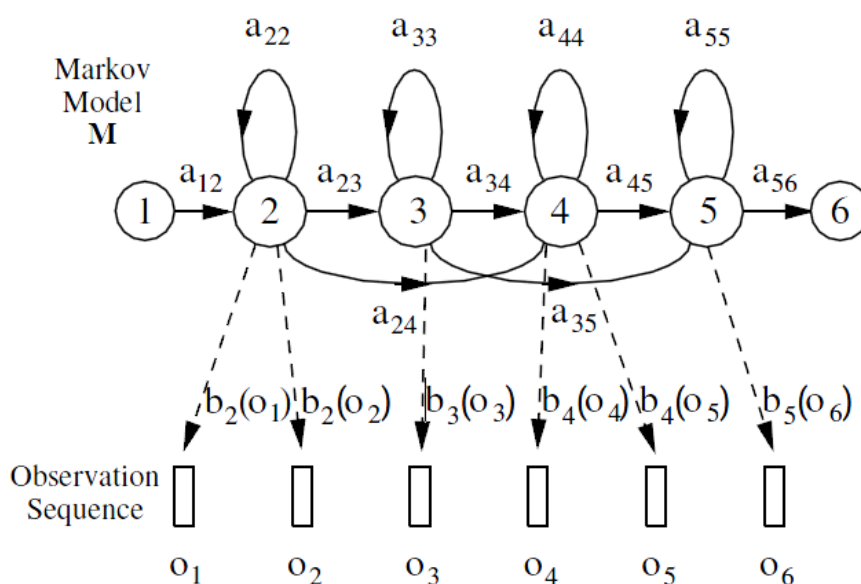 a22 a33 a44 a55
Markov
Model
M
a12 a23 a34 a45 a56
1 2 3 4 5 6
a24 a35
b2(o1) b2(o2) b3(o3) b4(o4) b4(o5) b5(o6)
Observation
Sequence
o1 o2 o3 o4 o5 o6